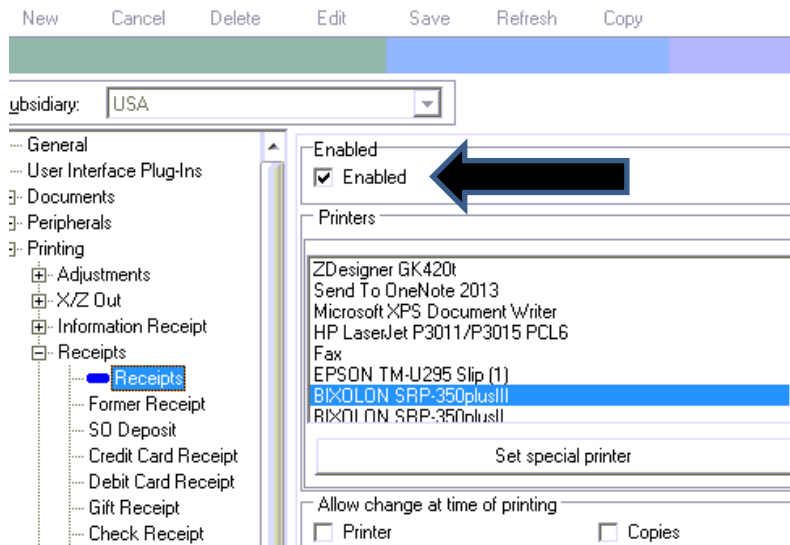 New Cancel Delete Edit Save Refresh Copy
ubsidiary: USA
General
User Interface Plug-Ins
Documents
Peripherals
Printing
Adjustments
X/Z Out
Information Receipt
Receipts
Receipts
Former Receipt
SO Deposit
Credit Card Receipt
Debit Card Receipt
Gift Receipt
Check Receipt
Enabled
Enabled
Printers
ZDesigner GK420t
Send To OneNote 2013
Microsoft XPS Document Writer
HP LaserJet P3011/P3015 PCL6
Fax
EPSON TM-U295 Slip (1)
BIXOLON SRP-350plusIII
BIXOLON SRP-350plusII
Set special printer
Allow change at time of printing
Printer Copies